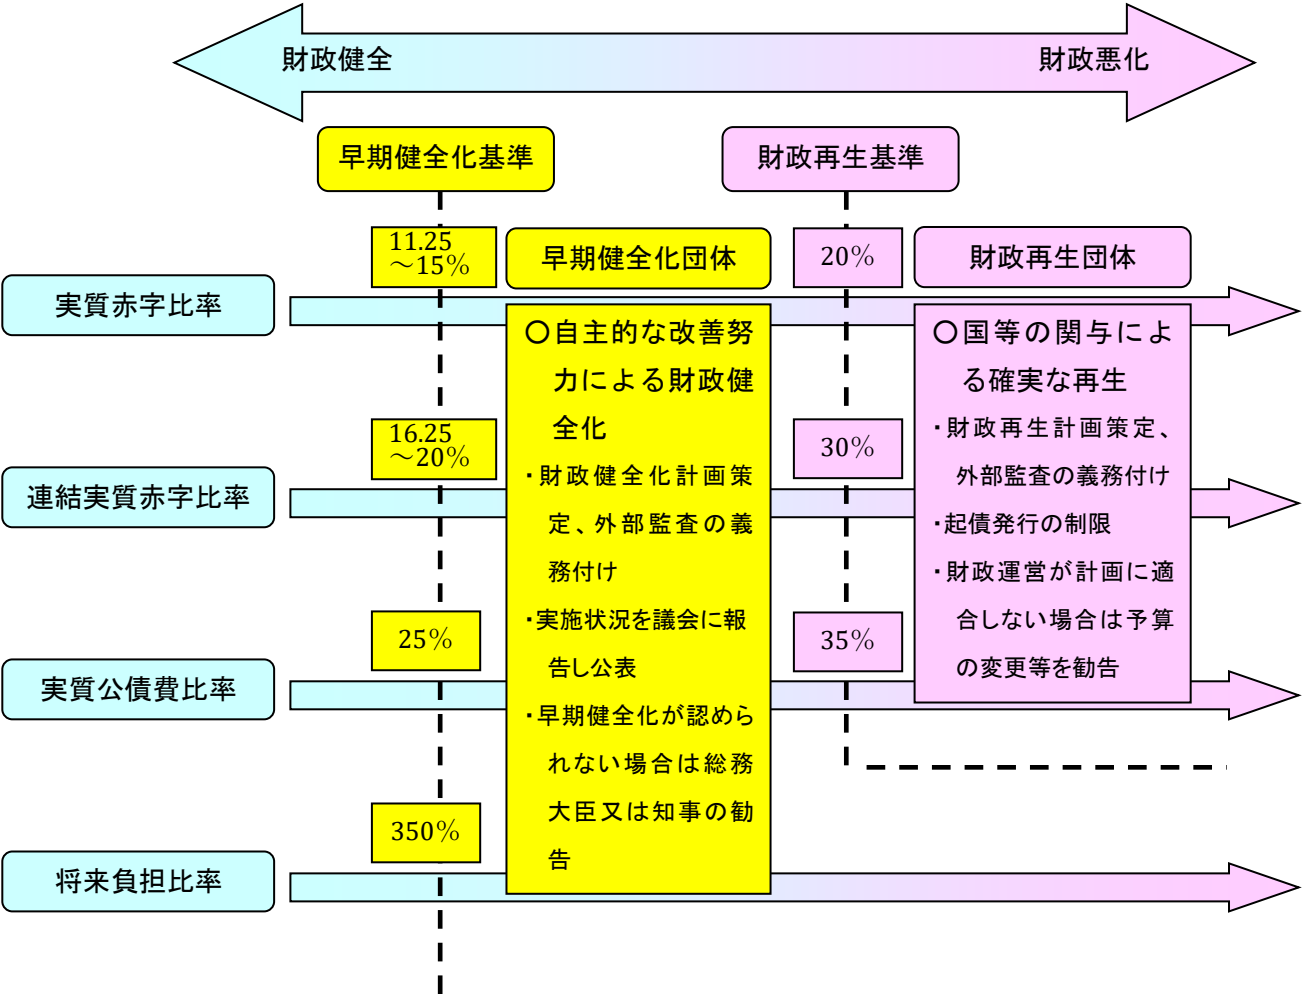 財政健全
財政悪化
早期健全化基準
財政再生基準
11.25
～15%
早期健全化団体
20%
財政再生団体
実質赤字比率
〇自主的な改善努
力による財政健
全化
・財政健全化計画策
定、外部監査の義
務付け
・実施状況を議会に報
告し公表
・早期健全化が認めら
れない場合は総務
大臣又は知事の勧
告
〇国等の関与によ
る確実な再生
・財政再生計画策定、
外部監査の義務付け
・起債発行の制限
・財政運営が計画に適
合しない場合は予算
の変更等を勧告
16.25
～20%
30%
連結実質赤字比率
25%
35%
実質公債費比率
350%
将来負担比率